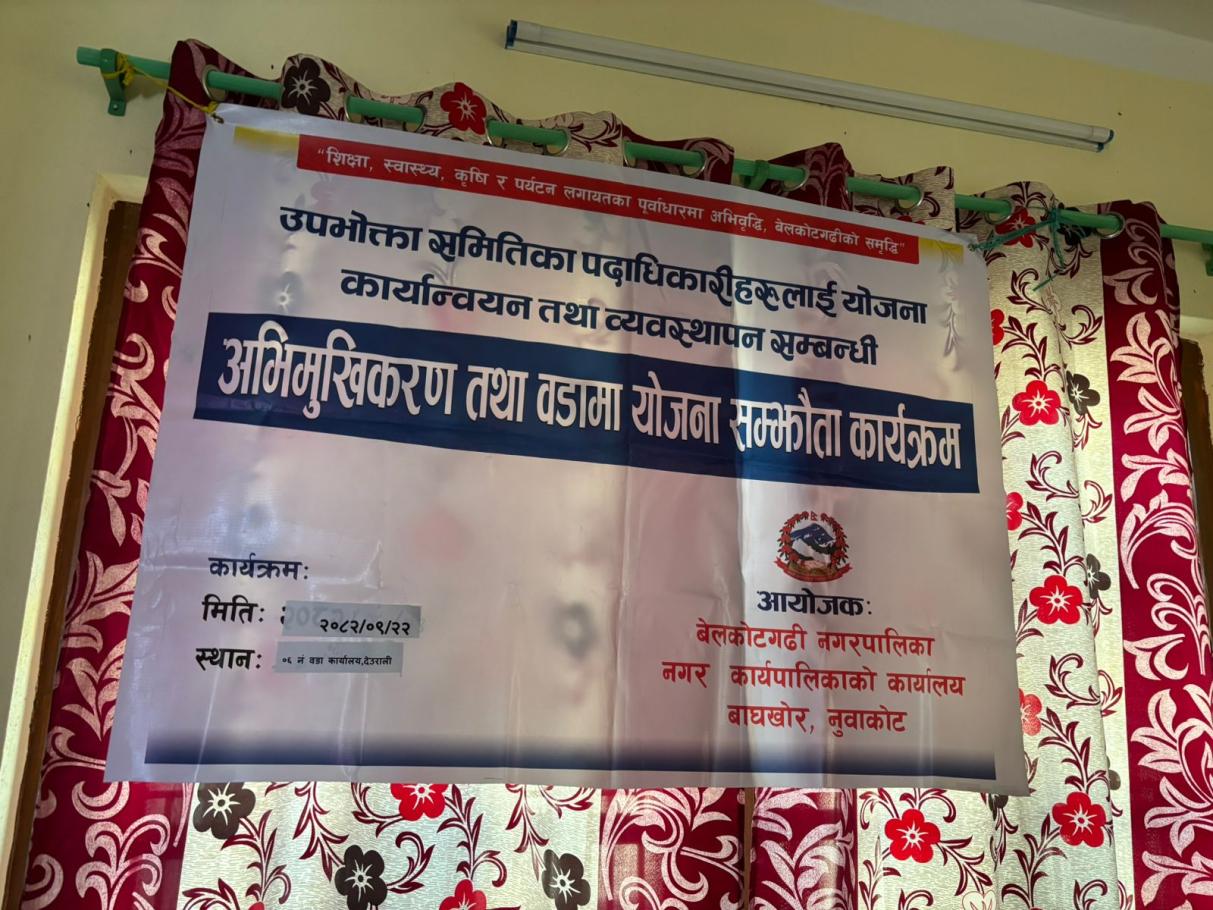 "शिक्षा, स्वास्थ्य, कृषि र पर्यटन लगायतका पूर्वाधारमा अभिवृद्धि, बेलकोटगढीको समृद्धि"
उपभोक्ता समितिका पदाधिकारीहरूलाई योजना
कार्यान्वयन तथा व्यवस्थापन सम्बन्धी
अभिमुखिकरण तथा वडामा योजना सम्झौता कार्यक्रम
कार्यक्रम:
मिति: २०८२/०९/२२
स्थान: ०६ नं वडा कार्यालय,देउराली
आयोजक:
बेलकोटगढी नगरपालिका
नगर कार्यपालिकाको कार्यालय
बाघखोर, नुवाकोट